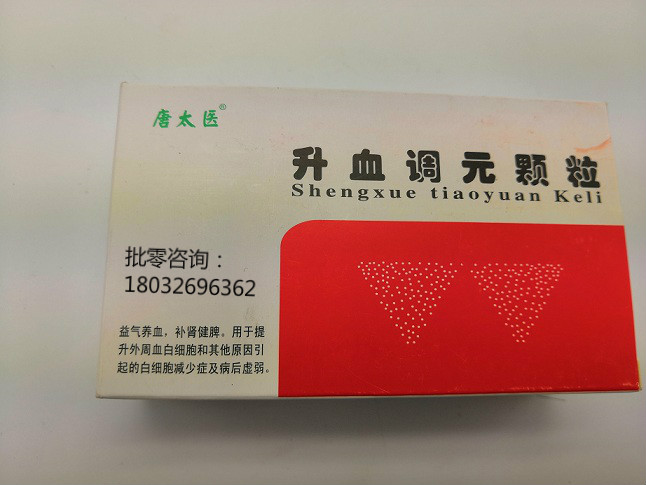 唐太医®
升血调元颗粒
Shengxue tiaoyuan Keli
批零咨询：
18032696362
益气养血，补肾健脾。用于提
升外周血白细胞和其他原因引
起的白细胞减少症及病后虚弱。